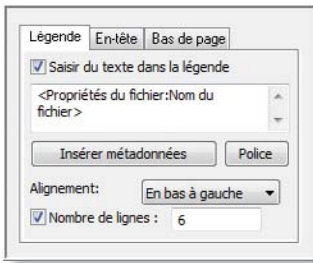 Légende En-tête Bas de page
Saisir du texte dans la légende
<Propriétés du fichier:Nom du
fichier>
Insérer métadonnées Police
Alignement: En bas à gauche
Nombre de lignes : 6